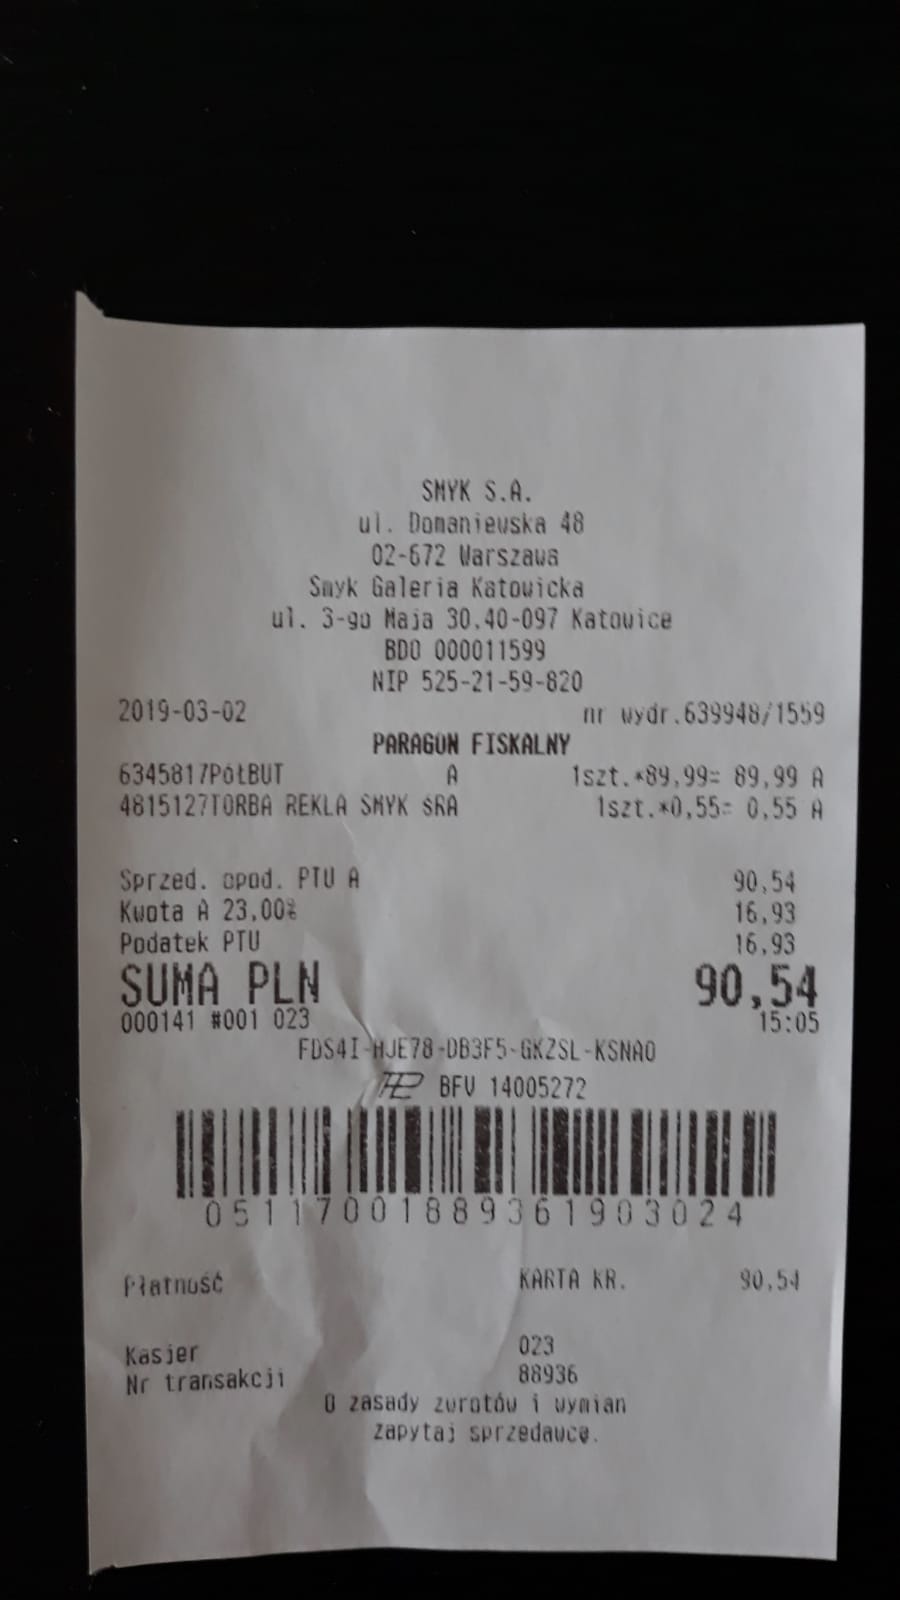 SMYK S.A.
ul. Domaniewska 48
02-672 Warszawa
Smyk Galeria Katowicka
ul. 3-go Maja 30,40-097 Katowice
BDO 000011599
NIP 525-21-59-820
2019-03-02 nr wydr.639948/1559
PARAGON FISKALNY
6345817PÓŁBUT A 1szt.*89,99= 89,99 A
4815127TORBA REKLA SMYK SRA 1szt.*0,55= 0,55 A
Sprzed. opod. PTU A 90,54
Kwota A 23,00% 16,93
Podatek PTU 16,93
SUMA PLN 90,54
000141 #001 023 15:05
FDS4I-HJE78-DB3F5-GKZSL-KSNAO
BFV 14005272
05117001889361903024
Płatność KARTA KR. 90,54
Kasjer 023
Nr transakcji 88936
O zasady zwrotów i wymian
zapytaj sprzedawcę.